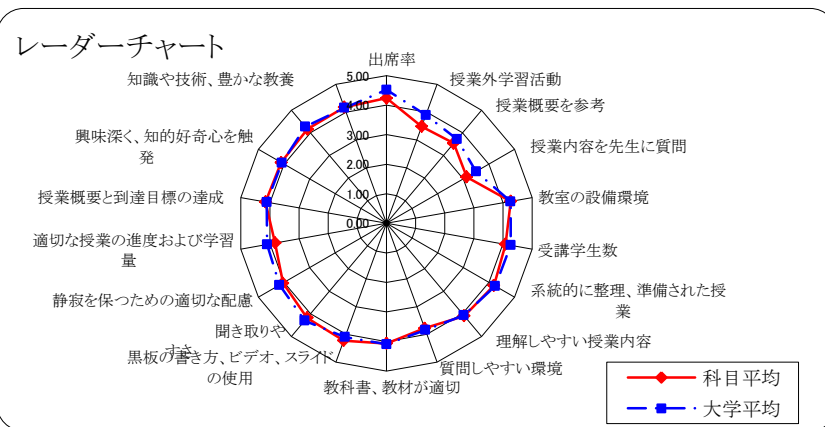 レーダーチャート
出席率
授業外学習活動
授業概要を参考
授業内容を先生に質問
教室の設備環境
受講学生数
系統的に整理、準備された授
業
理解しやすい授業内容
質問しやすい環境
教科書、教材が適切
黒板の書き方、ビデオ、スライド
の使用
聞き取りや
すさ
静寂を保つための適切な配慮
適切な授業の進度および学習
量
授業概要と到達目標の達成
興味深く、知的好奇心を触
発
知識や技術、豊かな教養
5.00
4.00
3.00
2.00
1.00
0.00
科目平均
大学平均